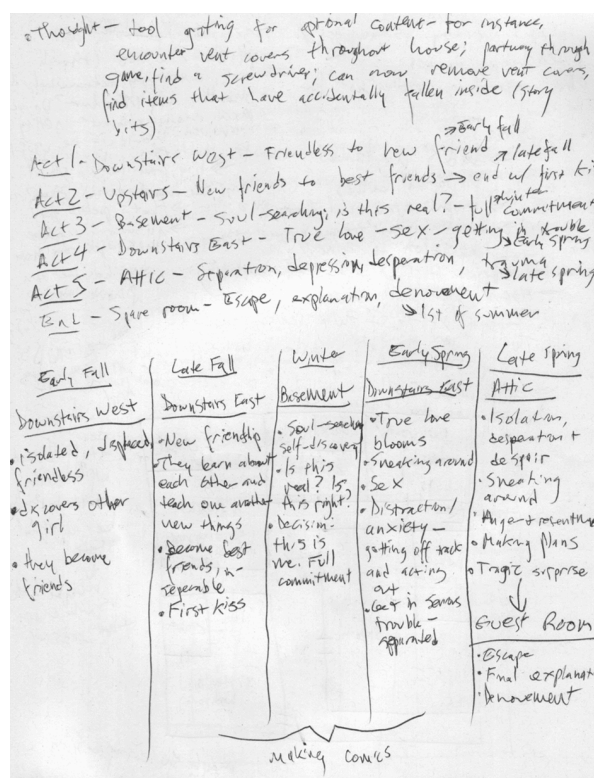 • Thought - tool gating for optional content - for instance,
encounter vent covers throughout house; partway through
game, find a screwdriver; can now remove vent covers,
find items that have accidentally fallen inside (story
bits)
Act 1 - Downstairs West - Friendless to new friend → Early fall
Act 2 - Upstairs - New friends to best friends → end w/ first ki → late fall
Act 3 - Basement - Soul-searching; is this real? - full commitment → winter
Act 4 - Downstairs East - True love - sex - getting in trouble → Early spring
Act 5 - Attic - Separation, depression, desperation, trauma → late spring
End - Spare room - Escape, explanation, denouement
→ 1st of summer
Early Fall
Downstairs West
• isolated, displaced,
friendless
• discovers other
girl
• they become
friends
Late Fall
Downstairs East
• New friendship
• They learn about
each other and
teach one another
new things
• Become best
friends, in-
separable
• First kiss
Winter
Basement
• Soul-searching
self-discovery
• Is this
real? Is
this right?
• Decision:
this is
me. Full
commitment
Early Spring
Downstairs East
• True love
blooms
• Sneaking around
• Sex
• Distraction/
anxiety -
getting off track
and acting
out
• Get in serious
trouble -
separated
Late Spring
Attic
• Isolation,
desperation +
despair
• Sneaking
around
• Anger + resentme
• Making plans
• Tragic surprise
↓
Guest Room
• Escape
• Final explanat
• Denovement
Making Comics